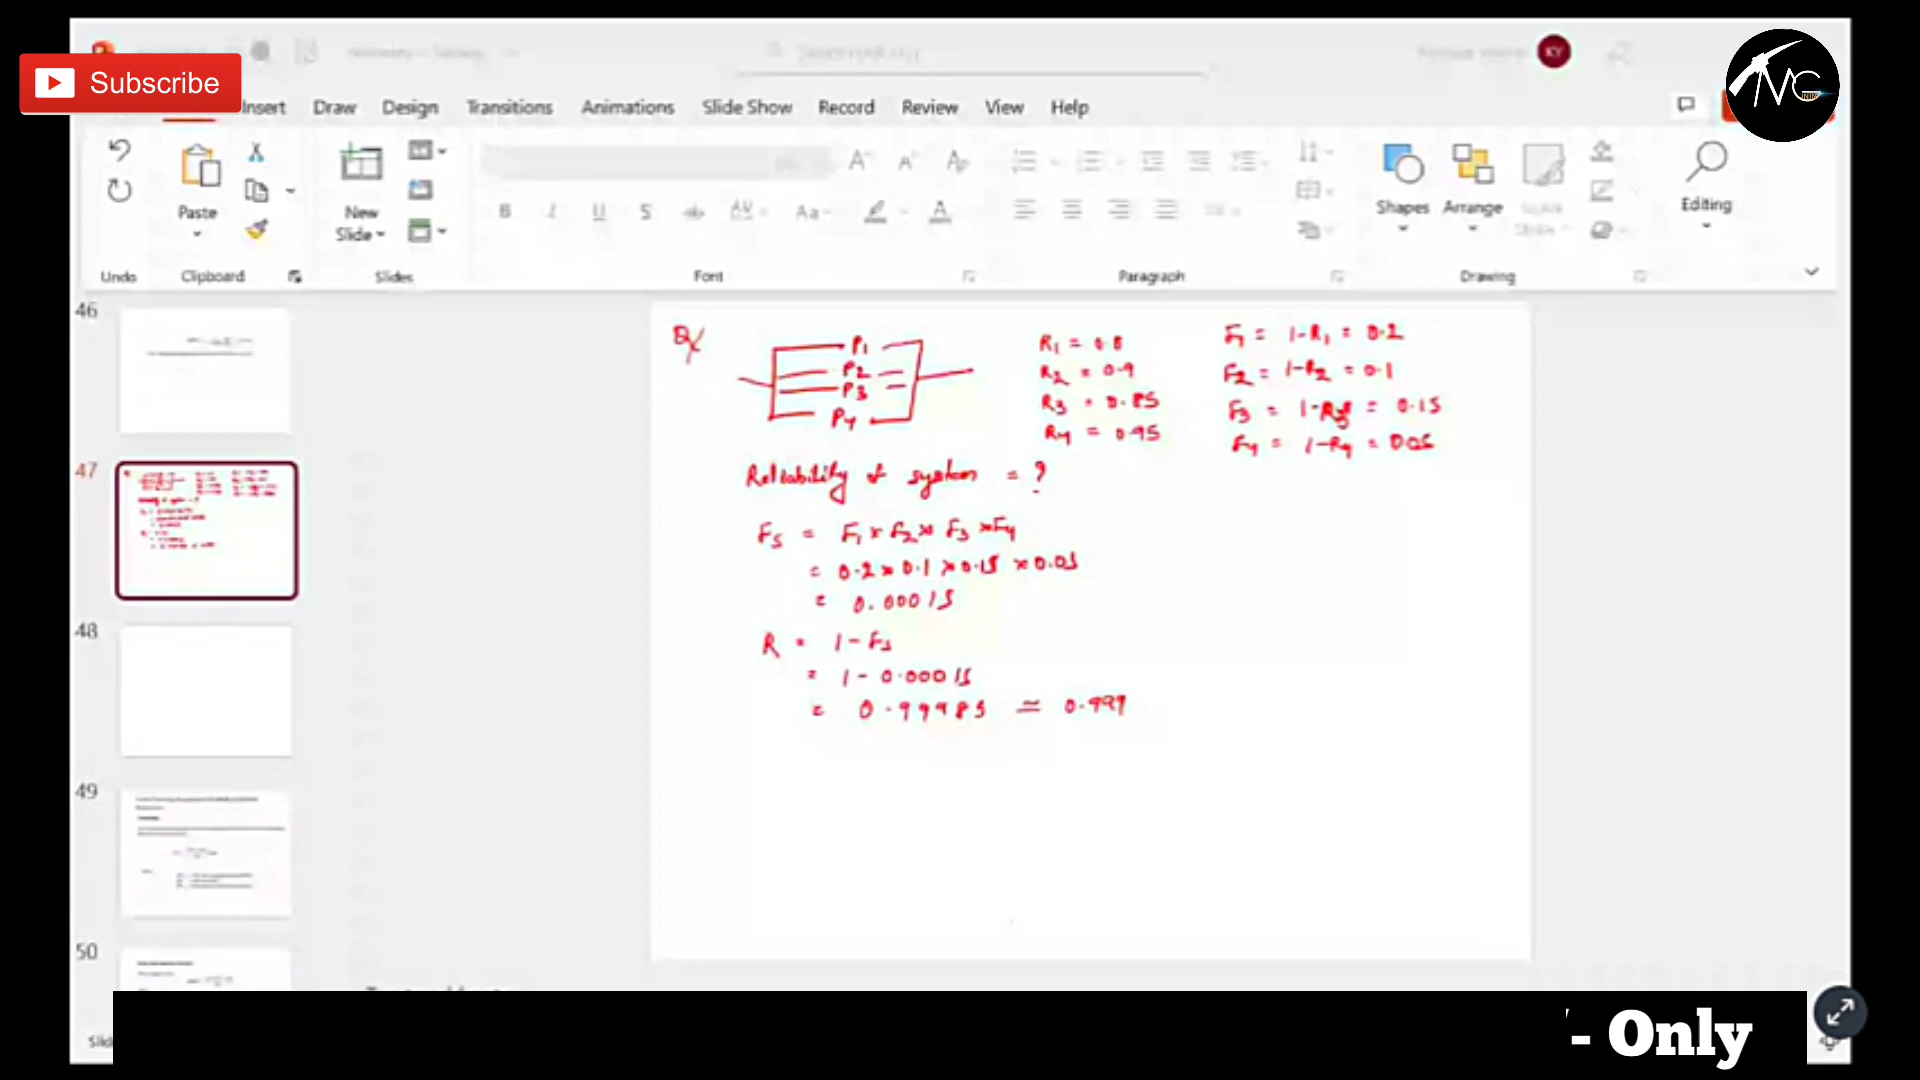 Subscribe
Insert Draw Design Transitions Animations Slide Show Record Review View Help
KY
MG
Paste
New
Slide
Shapes Arrange
Editing
Undo Clipboard Slides Font Paragraph Drawing
46
47
48
49
50
Q/
P1
P2
P3
P4
R1 = 0.8
R2 = 0.9
R3 = 0.85
R4 = 0.95
F1 = 1-R1 = 0.2
F2 = 1-R2 = 0.1
F3 = 1-R3 = 0.15
F4 = 1-R4 = 0.05
Reliability of system = ?
Fs = F1 x F2 x F3 x F4
= 0.2 x 0.1 x 0.15 x 0.05
= 0.00015
R = 1 - Fs
= 1 - 0.00015
= 0.99985 ≃ 0.999
- Only